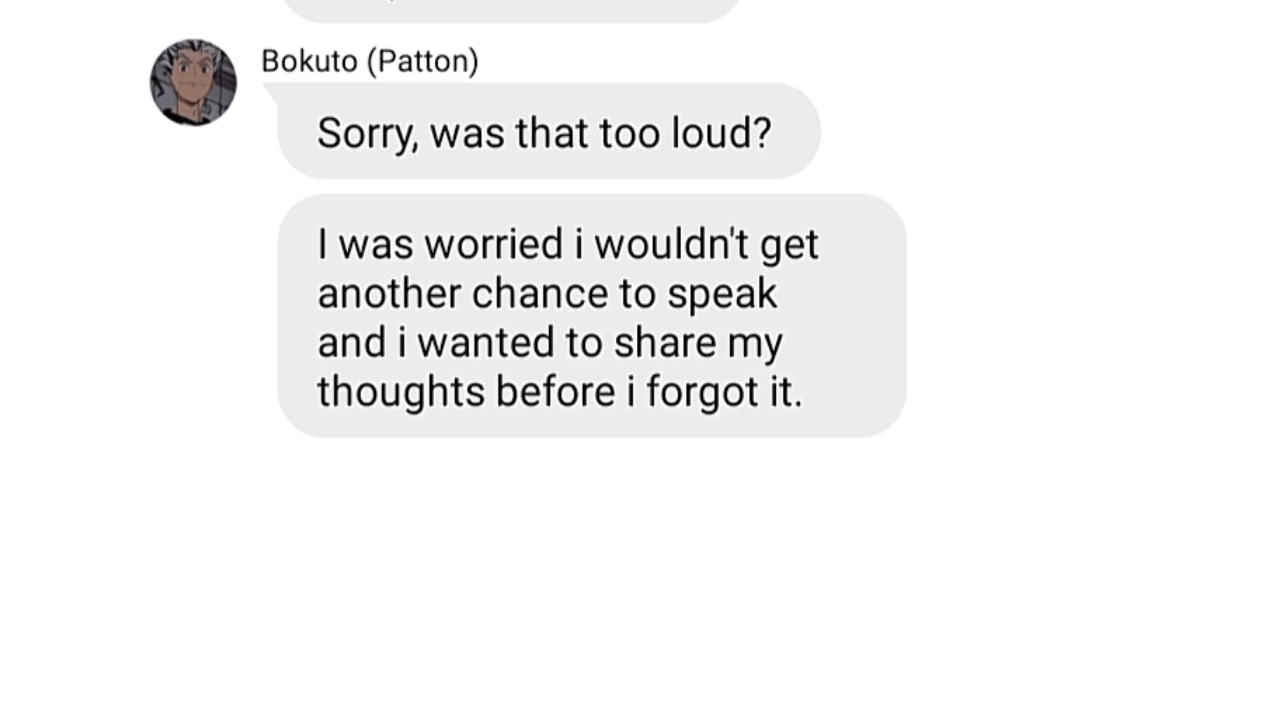 Bokuto (Patton)
Sorry, was that too loud?
I was worried i wouldn't get
another chance to speak
and i wanted to share my
thoughts before i forgot it.